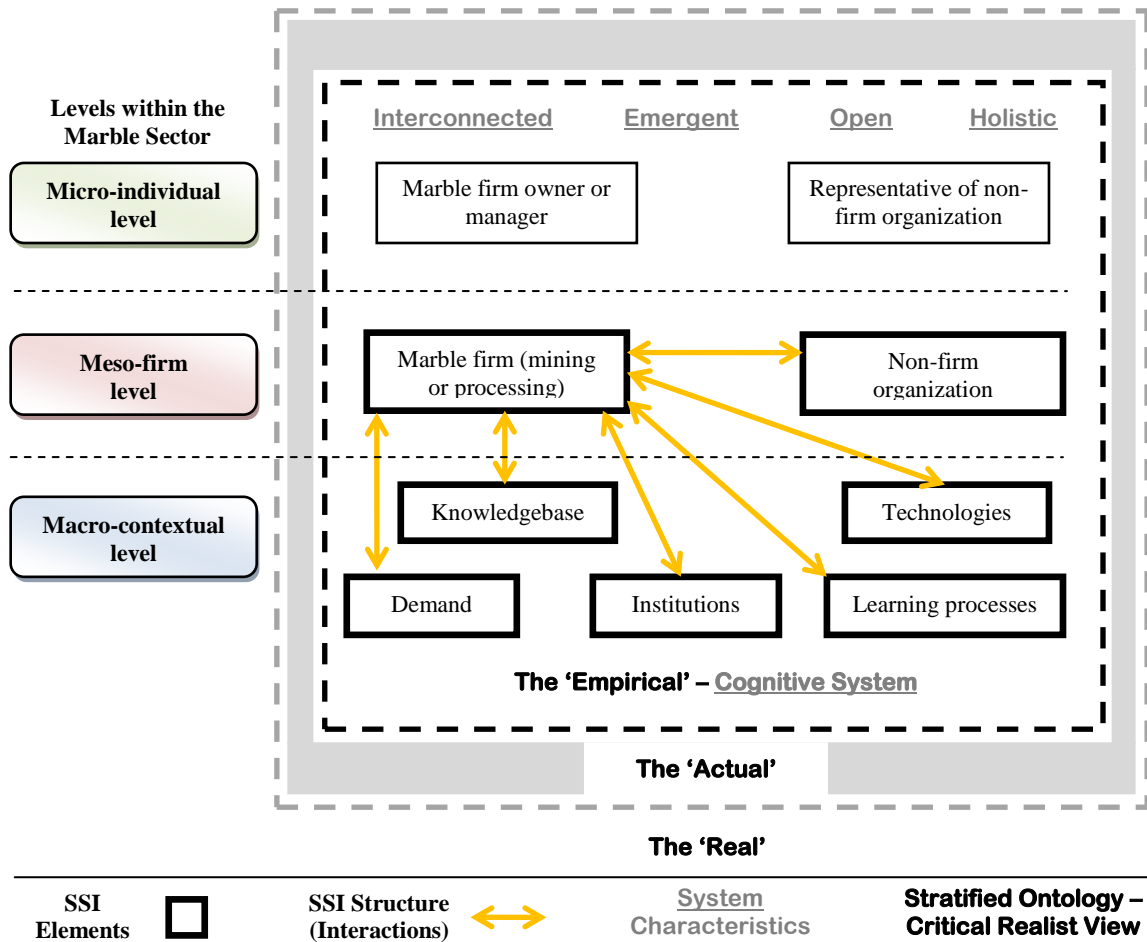 Levels within the
Marble Sector
Interconnected Emergent Open Holistic
Micro-individual
level
Marble firm owner or
manager
Representative of non-
firm organization
Meso-firm
level
Marble firm (mining
or processing)
Non-firm
organization
Macro-contextual
level
Knowledgebase
Technologies
Demand
Institutions
Learning processes
The ‘Empirical’ – Cognitive System
The ‘Actual’
The ‘Real’
SSI
Elements
SSI Structure
(Interactions)
System
Characteristics
Stratified Ontology –
Critical Realist View